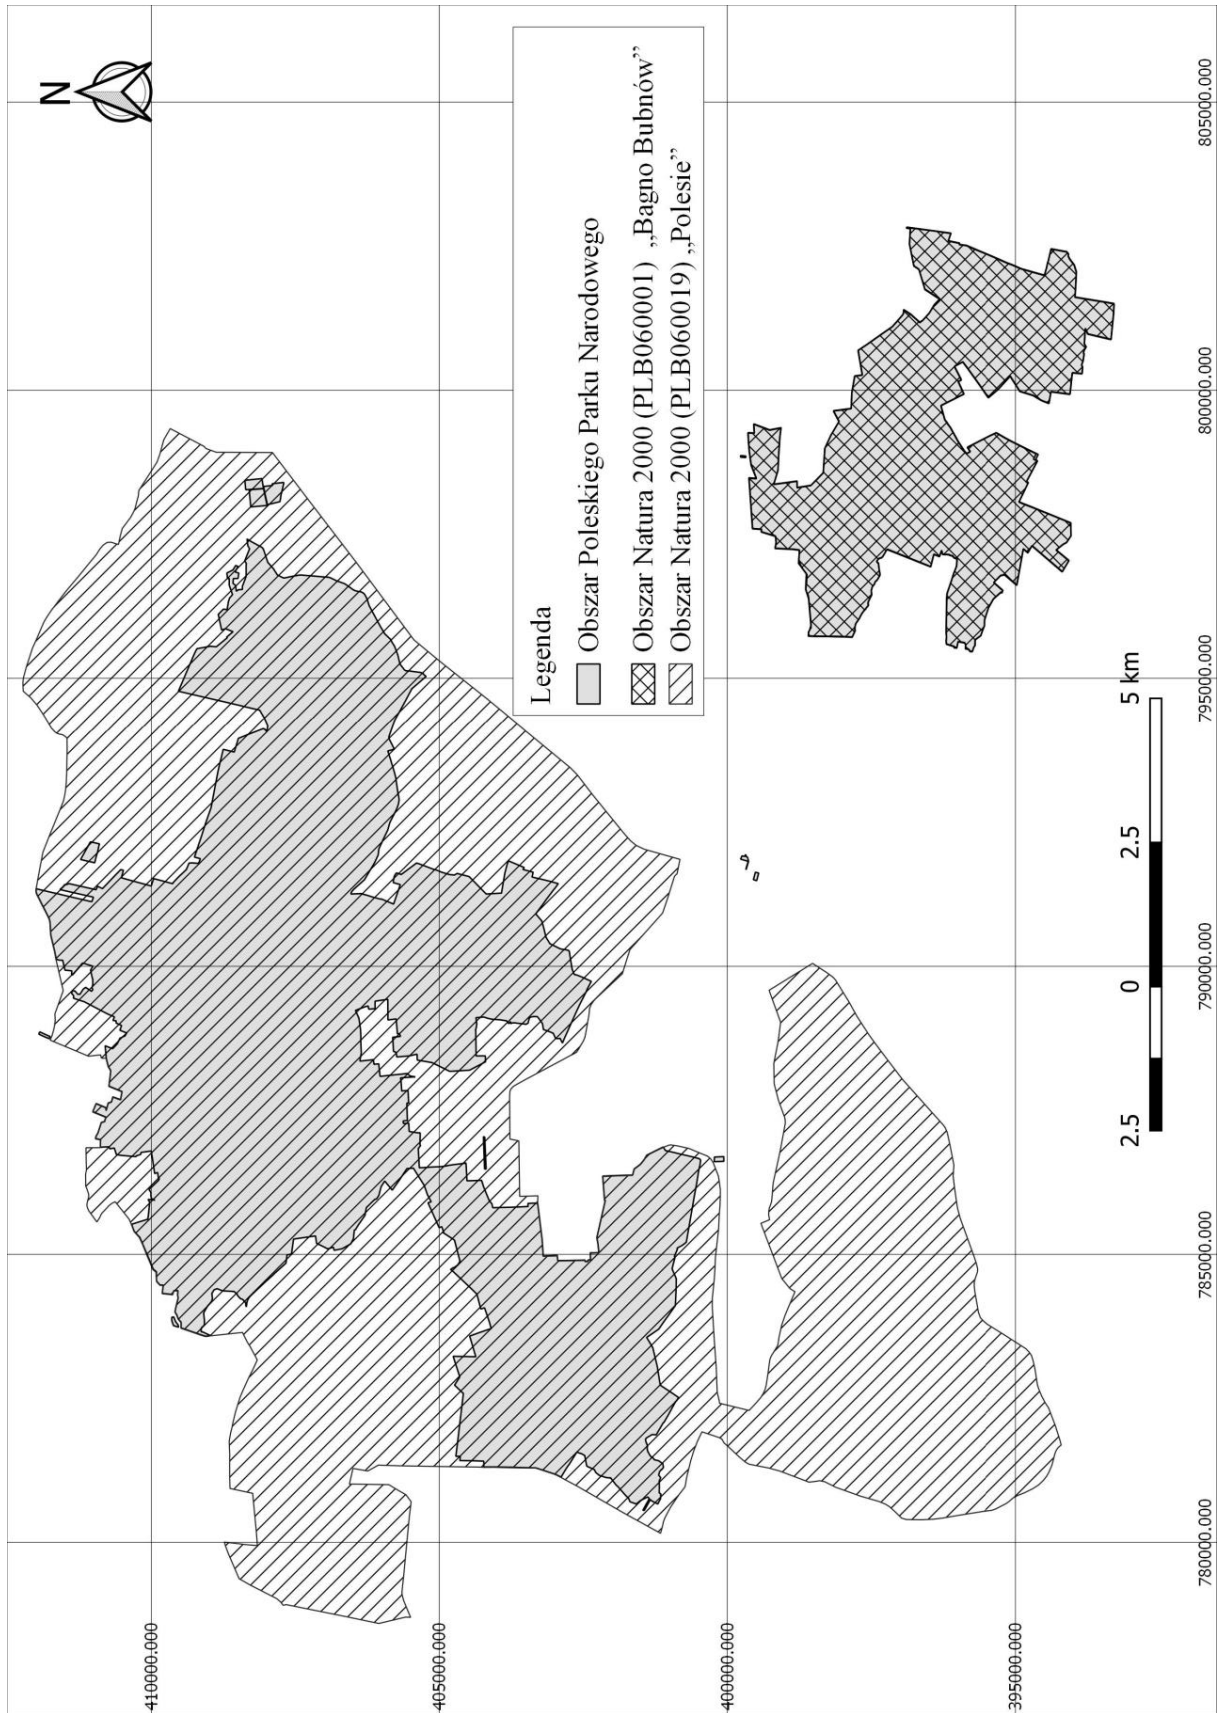 N
Legenda
Obszar Poleskiego Parku Narodowego
Obszar Natura 2000 (PLB060001) „Bagno Bubnów”
Obszar Natura 2000 (PLB060019) „Polesie”
410000.000
405000.000
400000.000
395000.000
2.5 0 2.5 5 km
780000.000 785000.000 790000.000 795000.000 800000.000 805000.000